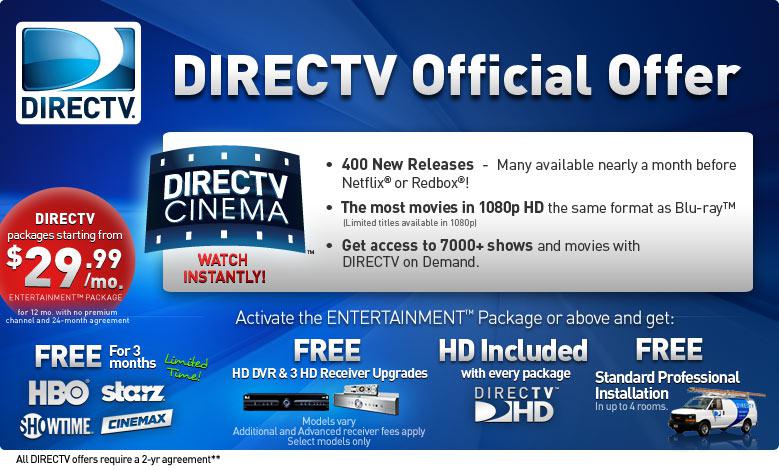 DIRECTV.
DIRECTV Official Offer
DIRECTV
CINEMA™
WATCH
INSTANTLY!
• 400 New Releases - Many available nearly a month before
Netflix® or Redbox®!
• The most movies in 1080p HD the same format as Blu-ray™
(Limited titles available in 1080p)
• Get access to 7000+ shows and movies with
DIRECTV on Demand.
DIRECTV
packages starting from
$29.99
/mo.
ENTERTAINMENT™ PACKAGE
for 12 mo. with no premium
channel and 24-month agreement
Activate the ENTERTAINMENT™ Package or above and get:
FREE For 3
months
Limited
Time!
HBO® starz
SHOWTIME. CINEMAX
FREE
HD DVR & 3 HD Receiver Upgrades
Models vary
Additional and Advanced receiver fees apply
Select models only
HD Included
with every package
DIRECTV™
HD
FREE
Standard Professional
Installation
In up to 4 rooms.
DIRECTV
All DIRECTV offers require a 2-yr agreement**